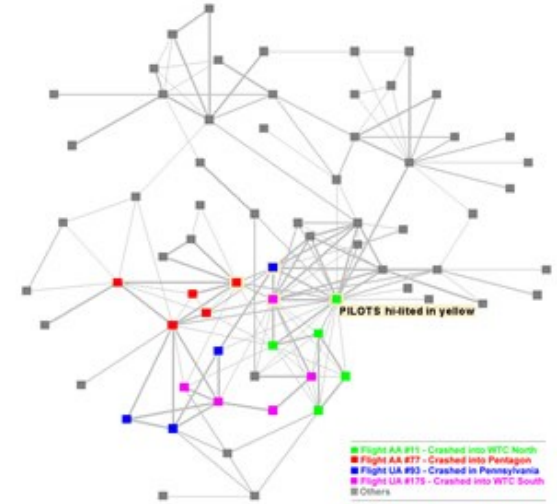 PILOTS hi-lited in yellow
Flight AA #11 - Crashed into WTC North
Flight AA #77 - Crashed into Pentagon
Flight UA #93 - Crashed in Pennsylvania
Flight UA #175 - Crashed into WTC South
Others